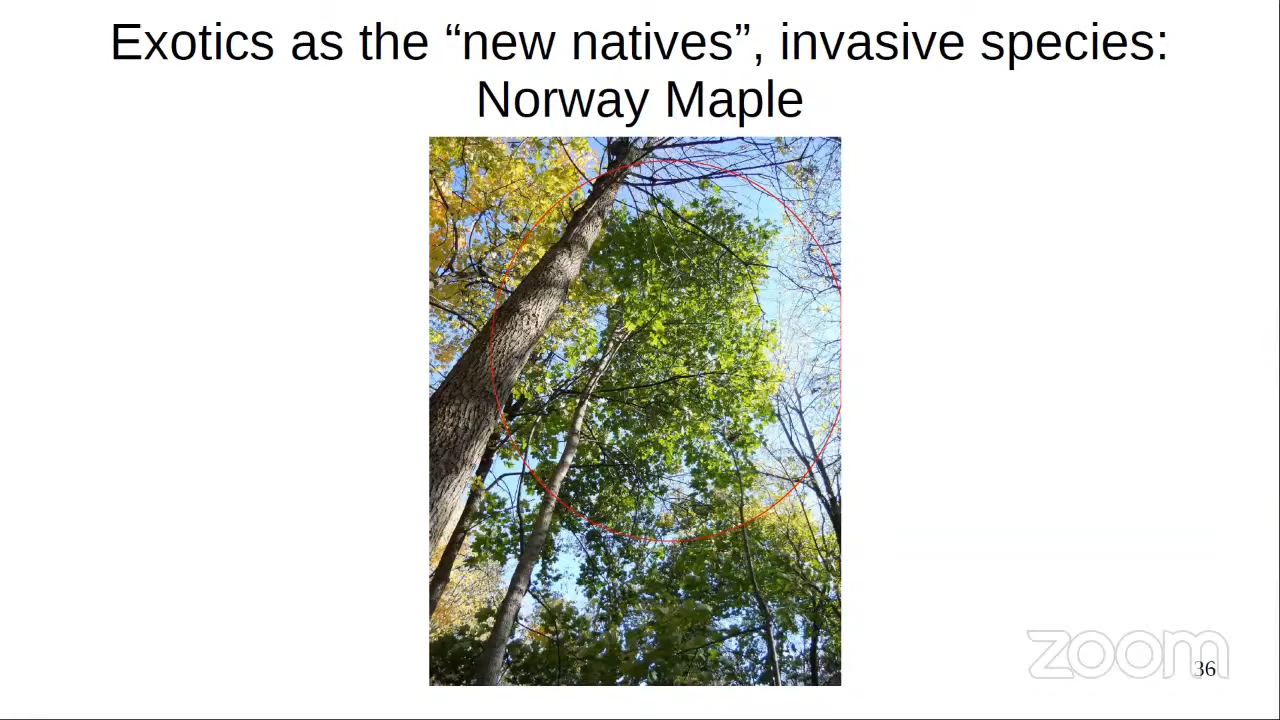 Exotics as the “new natives”, invasive species:
Norway Maple
zoom
36